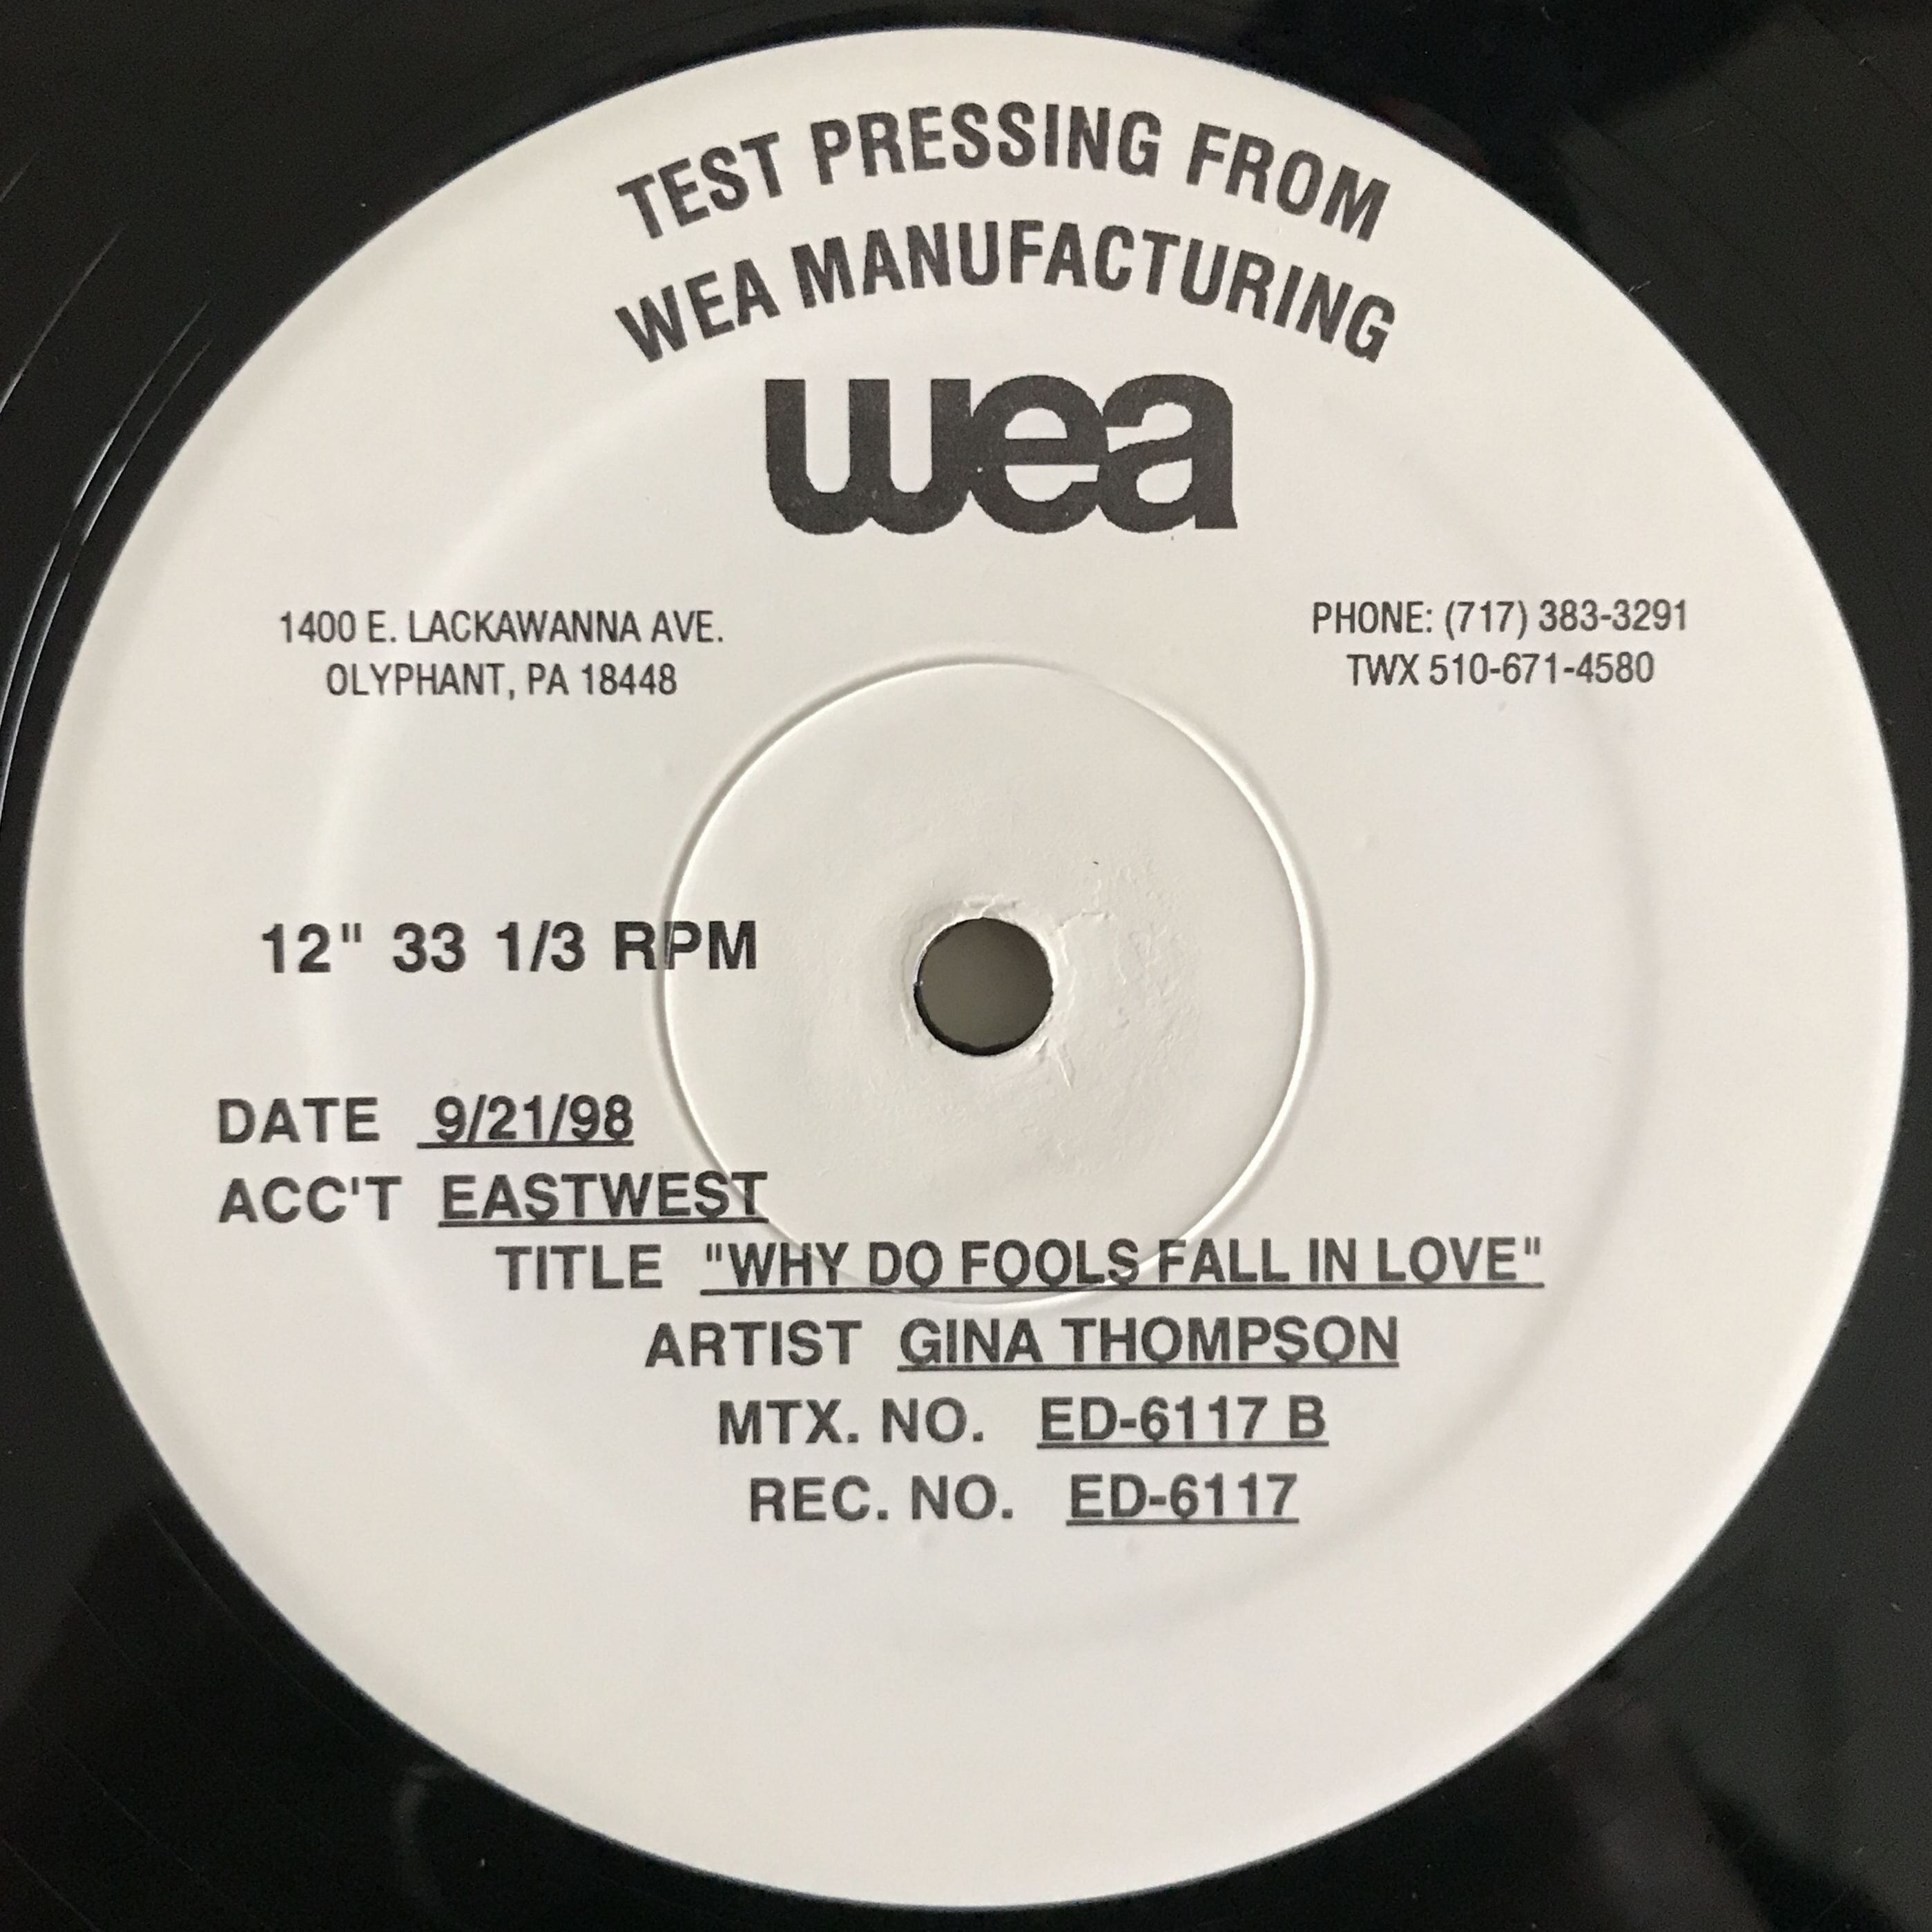 TEST PRESSING FROM
WEA MANUFACTURING
wea
1400 E. LACKAWANNA AVE.
OLYPHANT, PA 18448
PHONE: (717) 383-3291
TWX 510-671-4580
12" 33 1/3 RPM
DATE 9/21/98
ACC'T EASTWEST
TITLE "WHY DO FOOLS FALL IN LOVE"
ARTIST GINA THOMPSON
MTX. NO. ED-6117 B
REC. NO. ED-6117